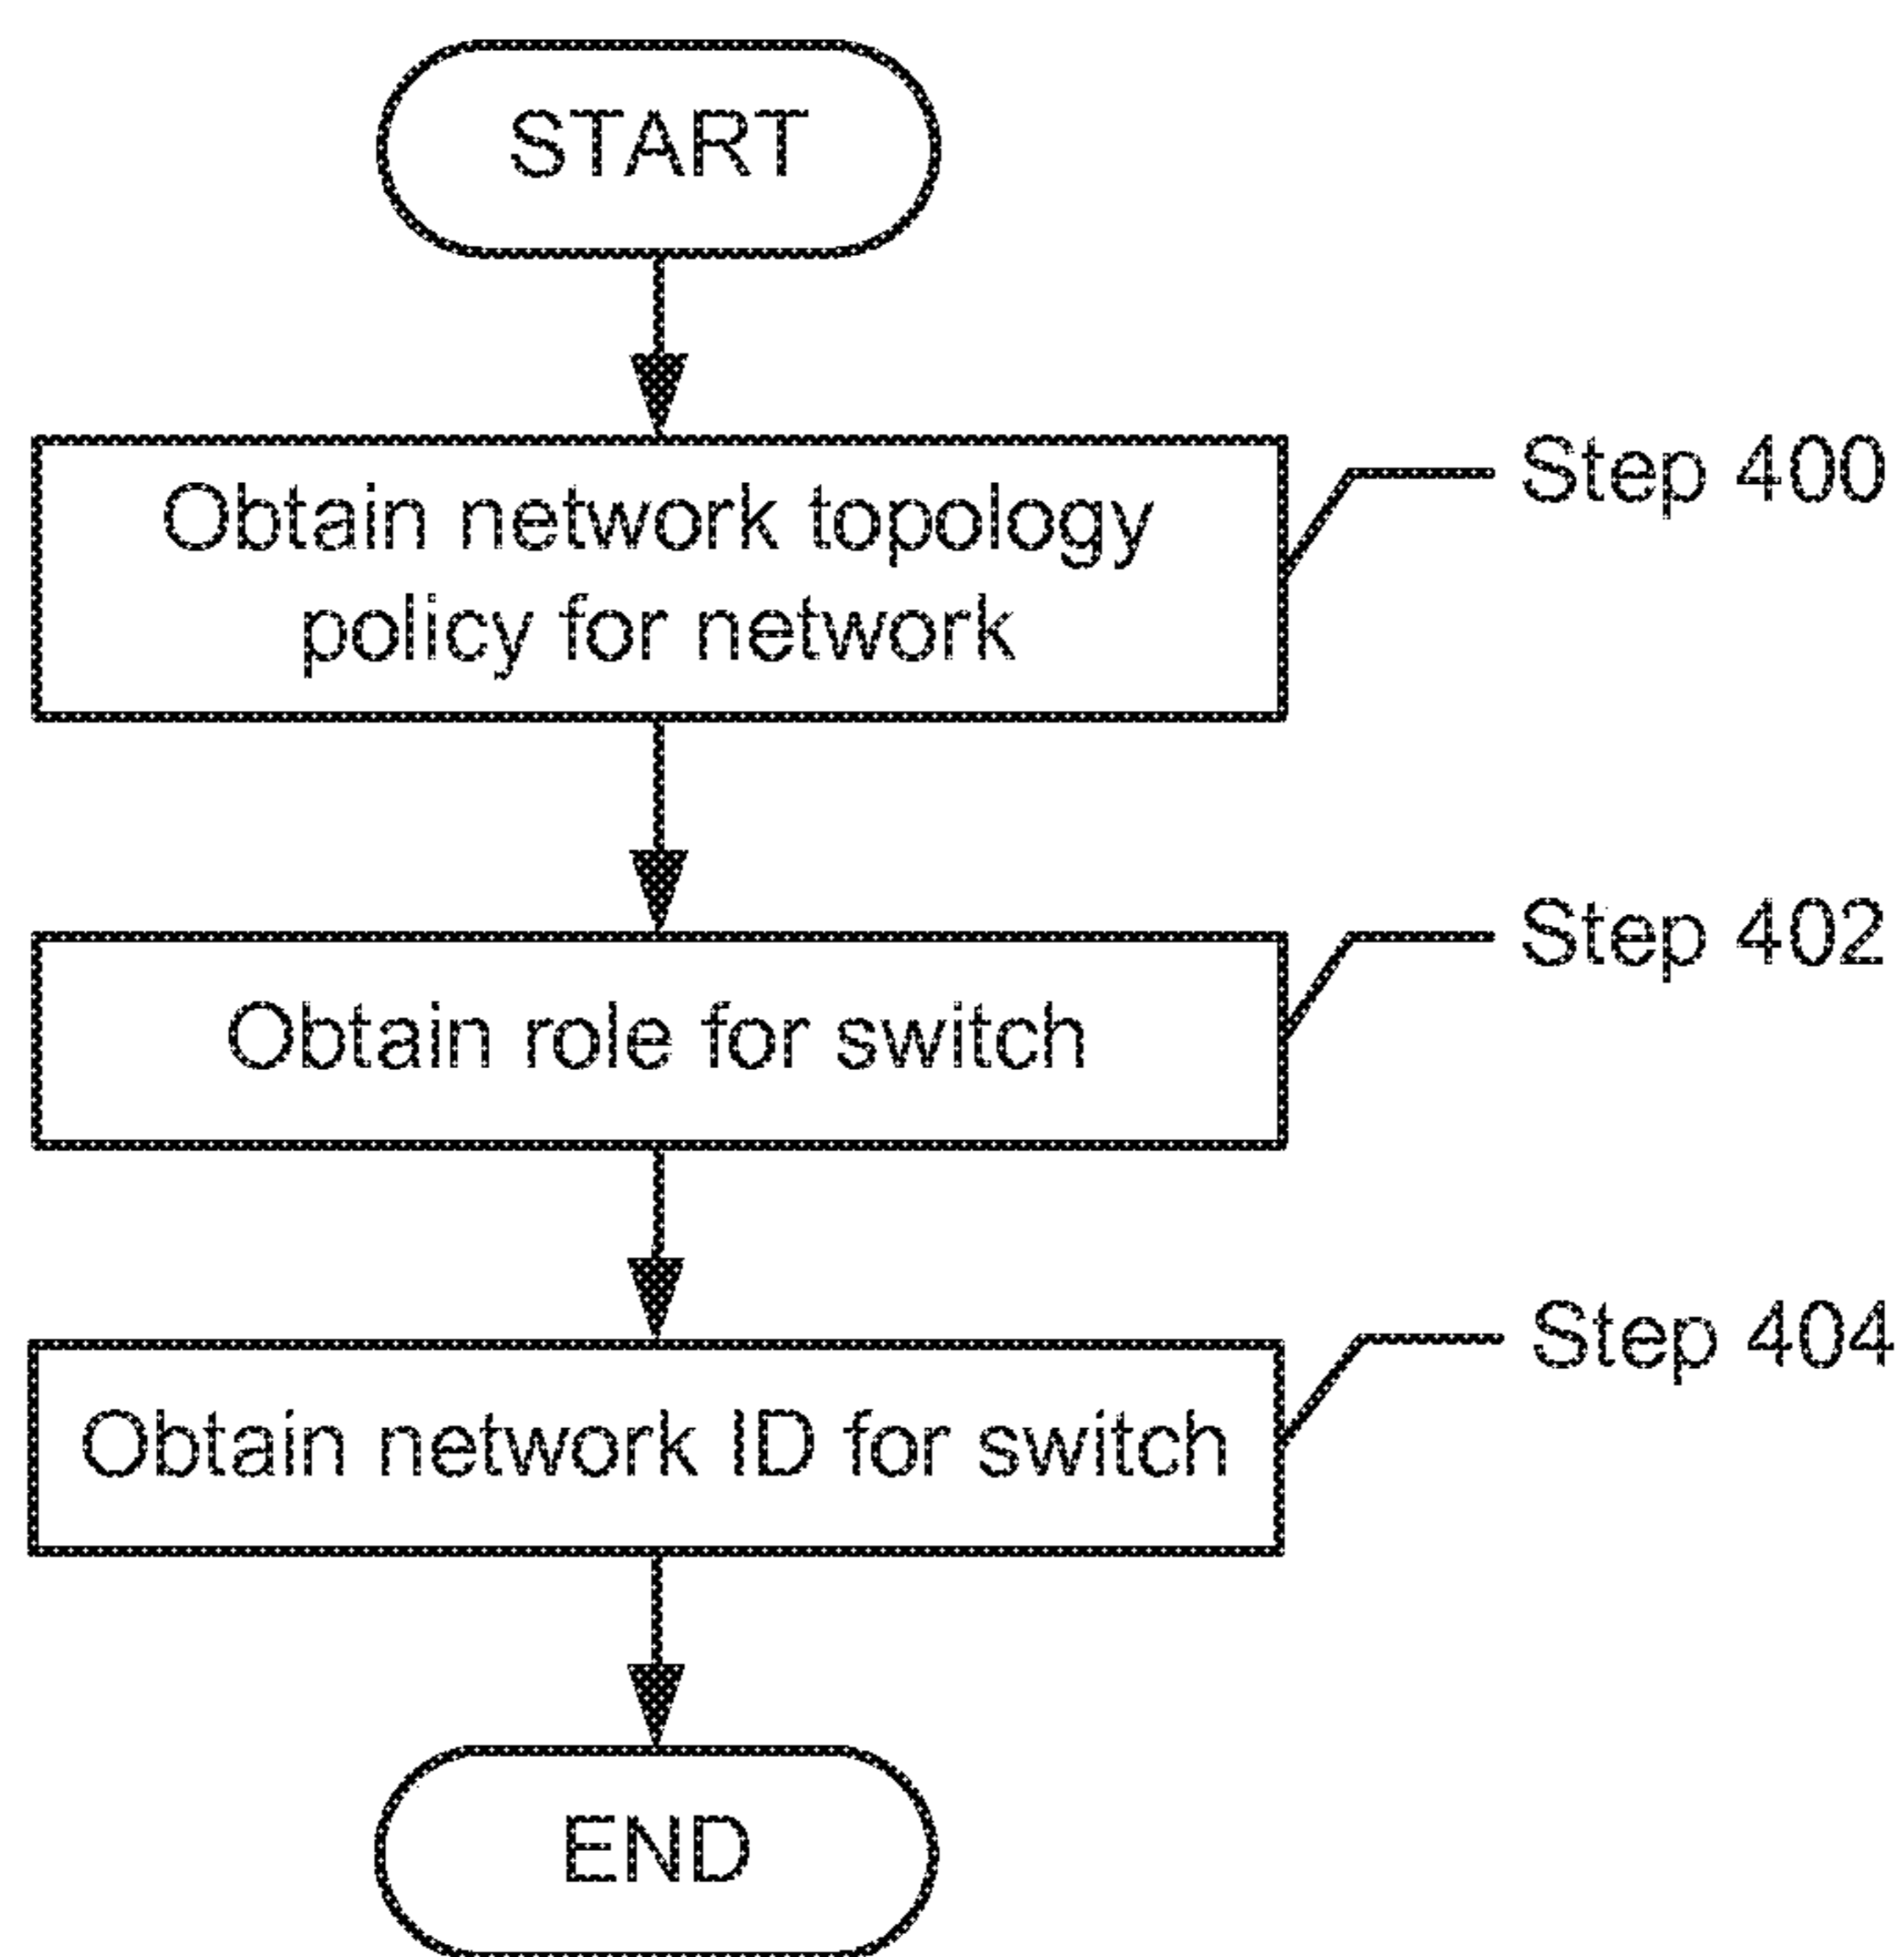 START
Step 400
Obtain network topology
policy for network
Step 402
Obtain role for switch
Step 404
Obtain network ID for switch
END